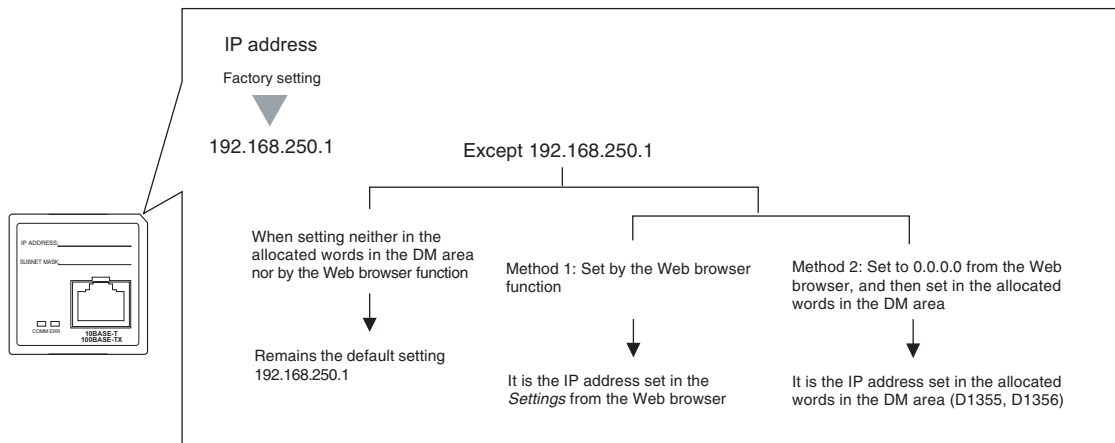 IP address
Factory setting
192.168.250.1
Except 192.168.250.1
When setting neither in the
allocated words in the DM area
nor by the Web browser function
Remains the default setting
192.168.250.1
Method 1: Set by the Web browser
function
It is the IP address set in the
Settings from the Web browser
Method 2: Set to 0.0.0.0 from the Web
browser, and then set in the allocated
words in the DM area
It is the IP address set in the allocated
words in the DM area (D1355, D1356)
IP ADDRESS:
SUBNET MASK:
COMM ERR
10BASE-T
100BASE-TX